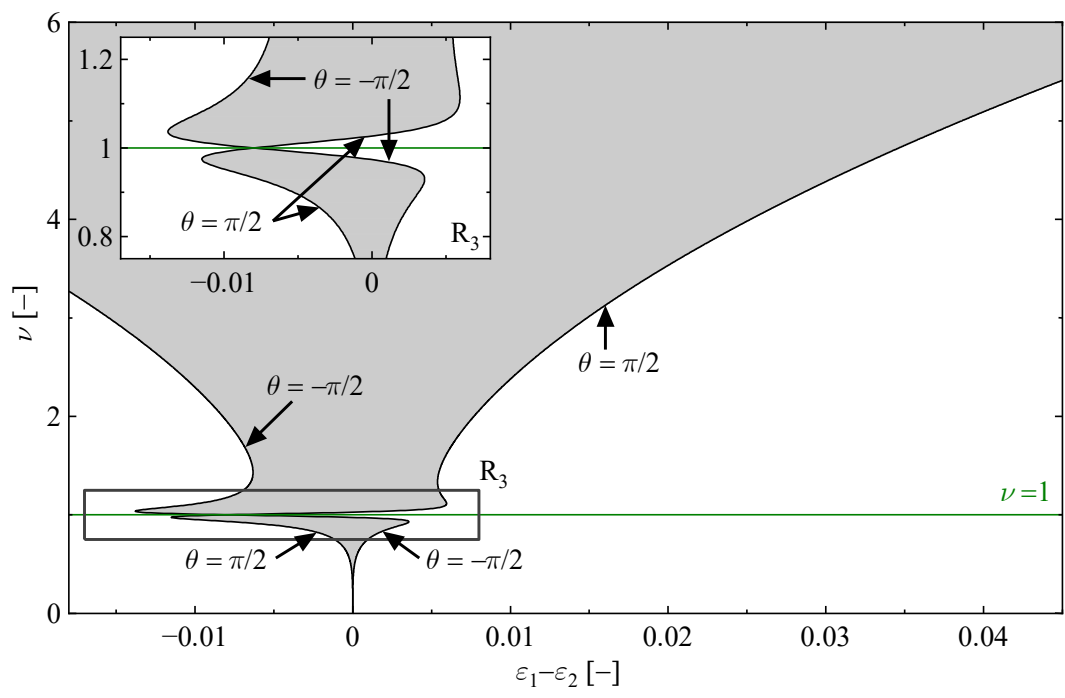 6
4
2
0
ν [–]
1.2
1
0.8
−0.01
0
θ = −π/2
θ = π/2
R3
θ = π/2
θ = −π/2
R3
ν =1
θ = π/2
θ = −π/2
−0.01
0
0.01
0.02
0.03
0.04
ε1–ε2 [–]